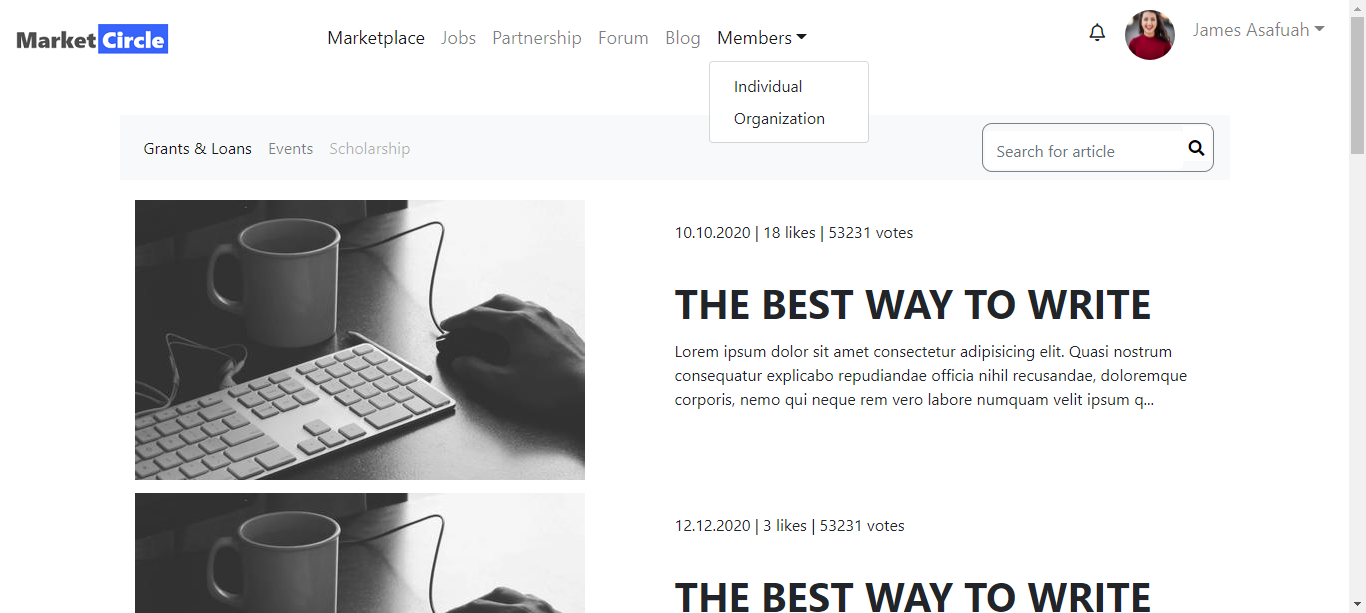 Market Circle
Marketplace Jobs Partnership Forum Blog Members
James Asafuah
Individual
Organization
Grants & Loans Events Scholarship
Search for article
10.10.2020 | 18 likes | 53231 votes
THE BEST WAY TO WRITE
Lorem ipsum dolor sit amet consectetur adipisicing elit. Quasi nostrum
consequatur explicabo repudiandae officia nihil recusandae, doloremque
corporis, nemo qui neque rem vero labore numquam velit ipsum q...
12.12.2020 | 3 likes | 53231 votes
THE BEST WAY TO WRITE